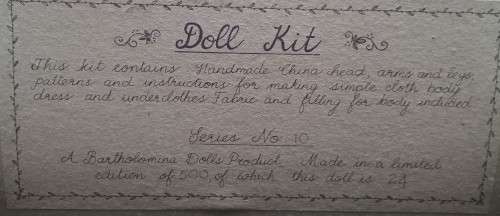 Doll Kit
This kit contains Handmade China head, arms and legs,
patterns and instructions for making simple cloth body
dress and underclothes. Fabric and filling for body included.
Series No 10
A Bartholomina Dolls Product. Made in a limited
edition of 500, of which this doll is 24